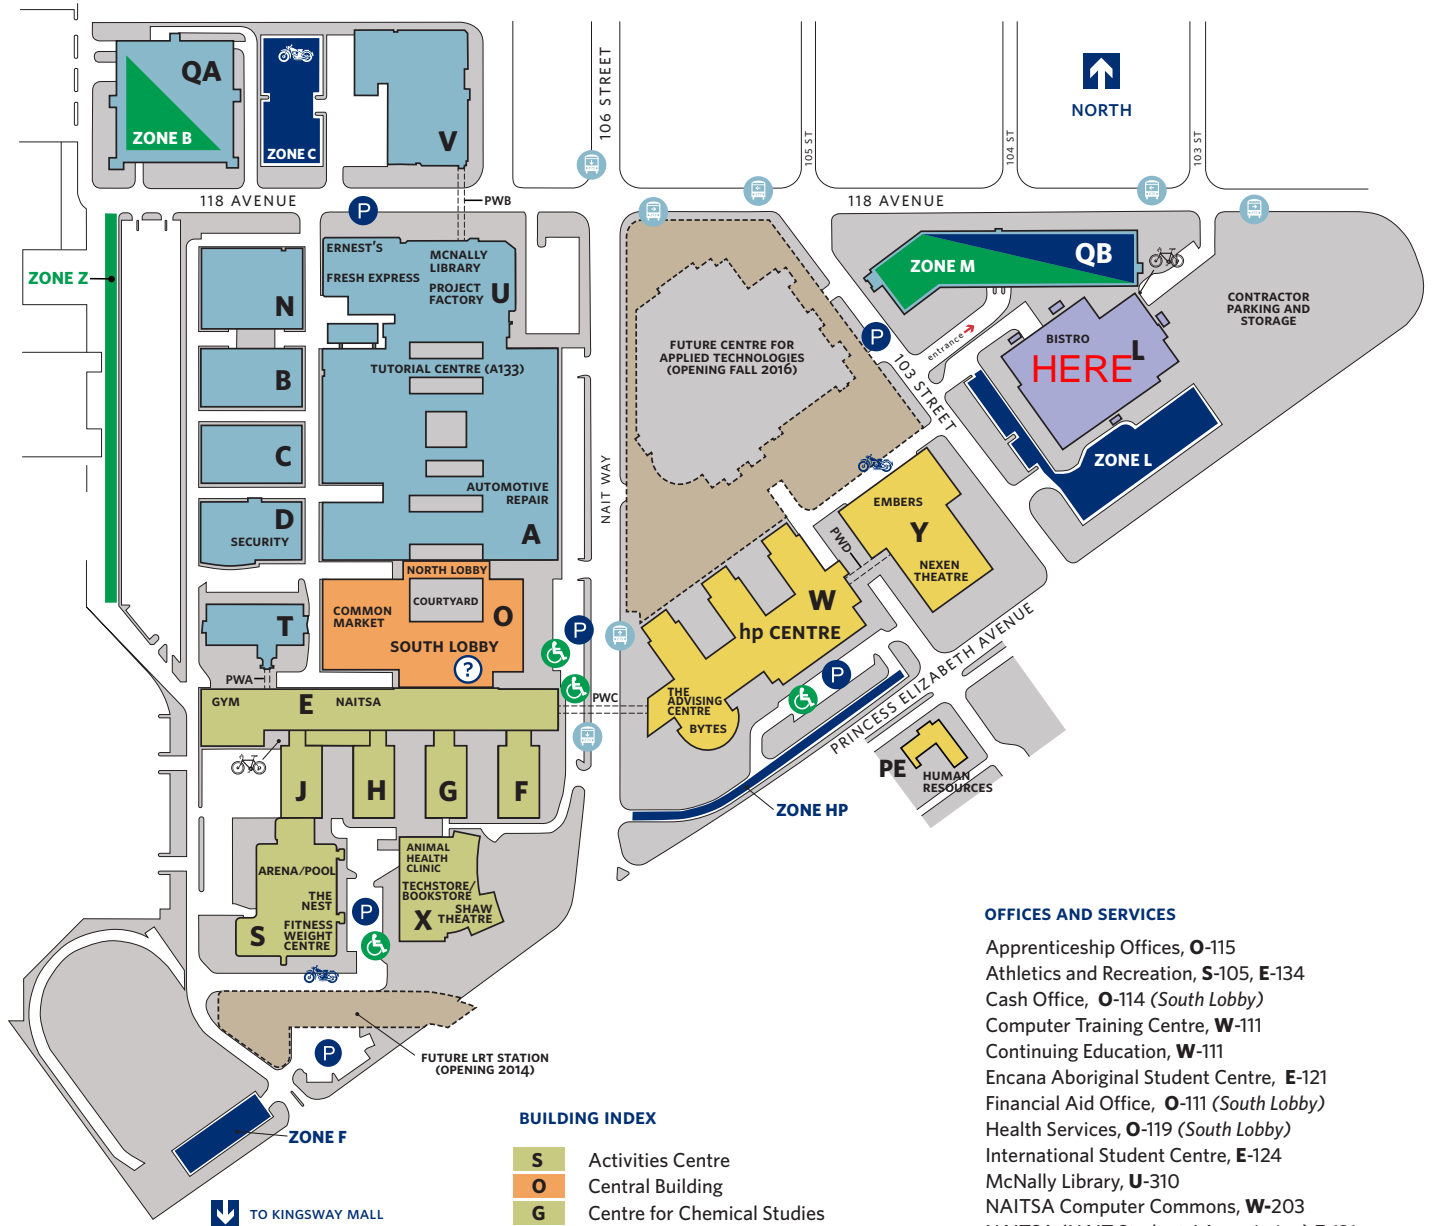 QA
ZONE B
ZONE C
V
106 STREET
105 ST
104 ST
103 ST
NORTH
118 AVENUE
P
PWB
118 AVENUE
ZONE Z
N
B
C
D
SECURITY
T
ERNEST'S
FRESH EXPRESS
MCNALLY
LIBRARY
PROJECT
FACTORY
U
TUTORIAL CENTRE (A133)
AUTOMOTIVE
REPAIR
A
NAIT WAY
FUTURE CENTRE FOR
APPLIED TECHNOLOGIES
(OPENING FALL 2016)
P
103 STREET
entrance
ZONE M
QB
BISTRO
L
HERE
CONTRACTOR
PARKING AND
STORAGE
ZONE L
EMBERS
Y
NEXEN
THEATRE
PWD
W
hp CENTRE
THE
ADVISING
CENTRE
BYTES
P
PRINCESS ELIZABETH AVENUE
PE
HUMAN
RESOURCES
ZONE HP
NORTH LOBBY
COURTYARD
COMMON
MARKET
O
SOUTH LOBBY
?
P
PWA
PWC
GYM
E
NAITSA
J
H
G
F
ARENA/POOL
THE
NEST
FITNESS
WEIGHT
CENTRE
S
ANIMAL
HEALTH
CLINIC
TECHSTORE/
BOOKSTORE
SHAW
THEATRE
X
P
P
FUTURE LRT STATION
(OPENING 2014)
ZONE F
TO KINGSWAY MALL
BUILDING INDEX
S Activities Centre
O Central Building
G Centre for Chemical Studies
OFFICES AND SERVICES
Apprenticeship Offices, O-115
Athletics and Recreation, S-105, E-134
Cash Office, O-114 (South Lobby)
Computer Training Centre, W-111
Continuing Education, W-111
Encana Aboriginal Student Centre, E-121
Financial Aid Office, O-111 (South Lobby)
Health Services, O-119 (South Lobby)
International Student Centre, E-124
McNally Library, U-310
NAITSA Computer Commons, W-203